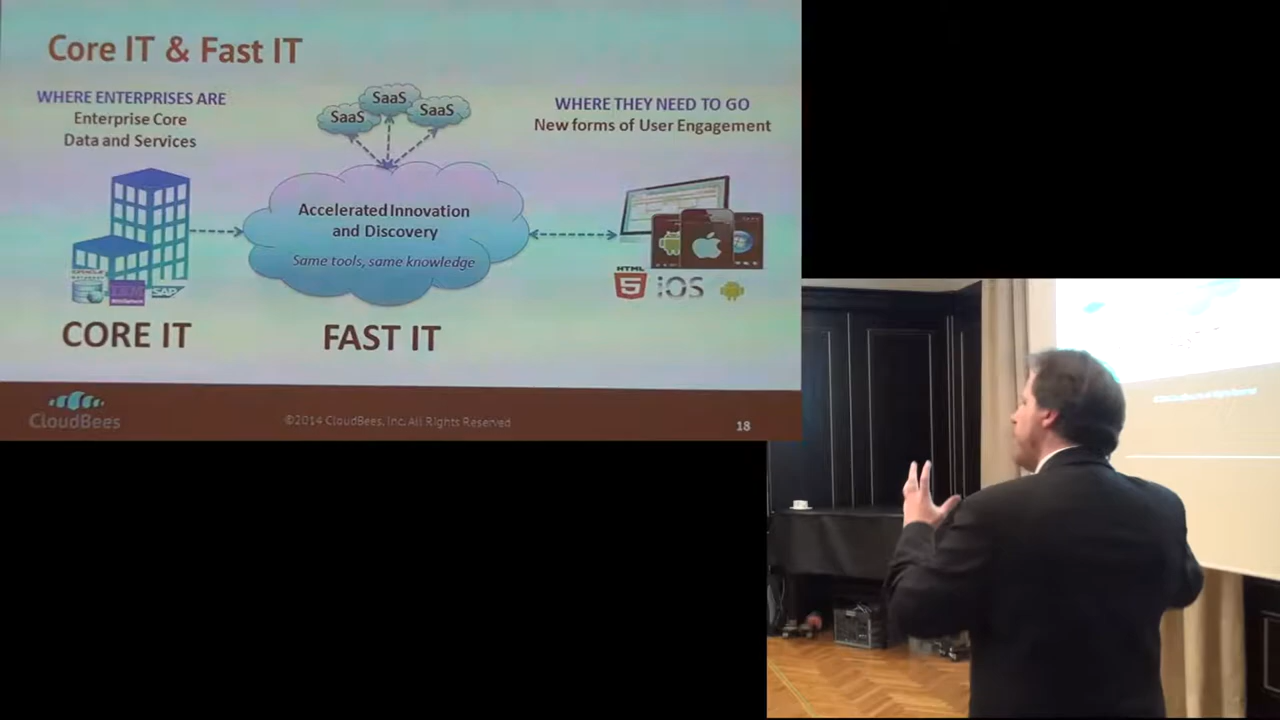 Core IT & Fast IT
WHERE ENTERPRISES ARE
Enterprise Core
Data and Services
SaaS
SaaS
SaaS
WHERE THEY NEED TO GO
New forms of User Engagement
Accelerated Innovation
and Discovery
Same tools, same knowledge
ORACLE
IBM
SAP
HTML
5
iOS
CORE IT
FAST IT
CloudBees
©2014 CloudBees, Inc. All Rights Reserved
18